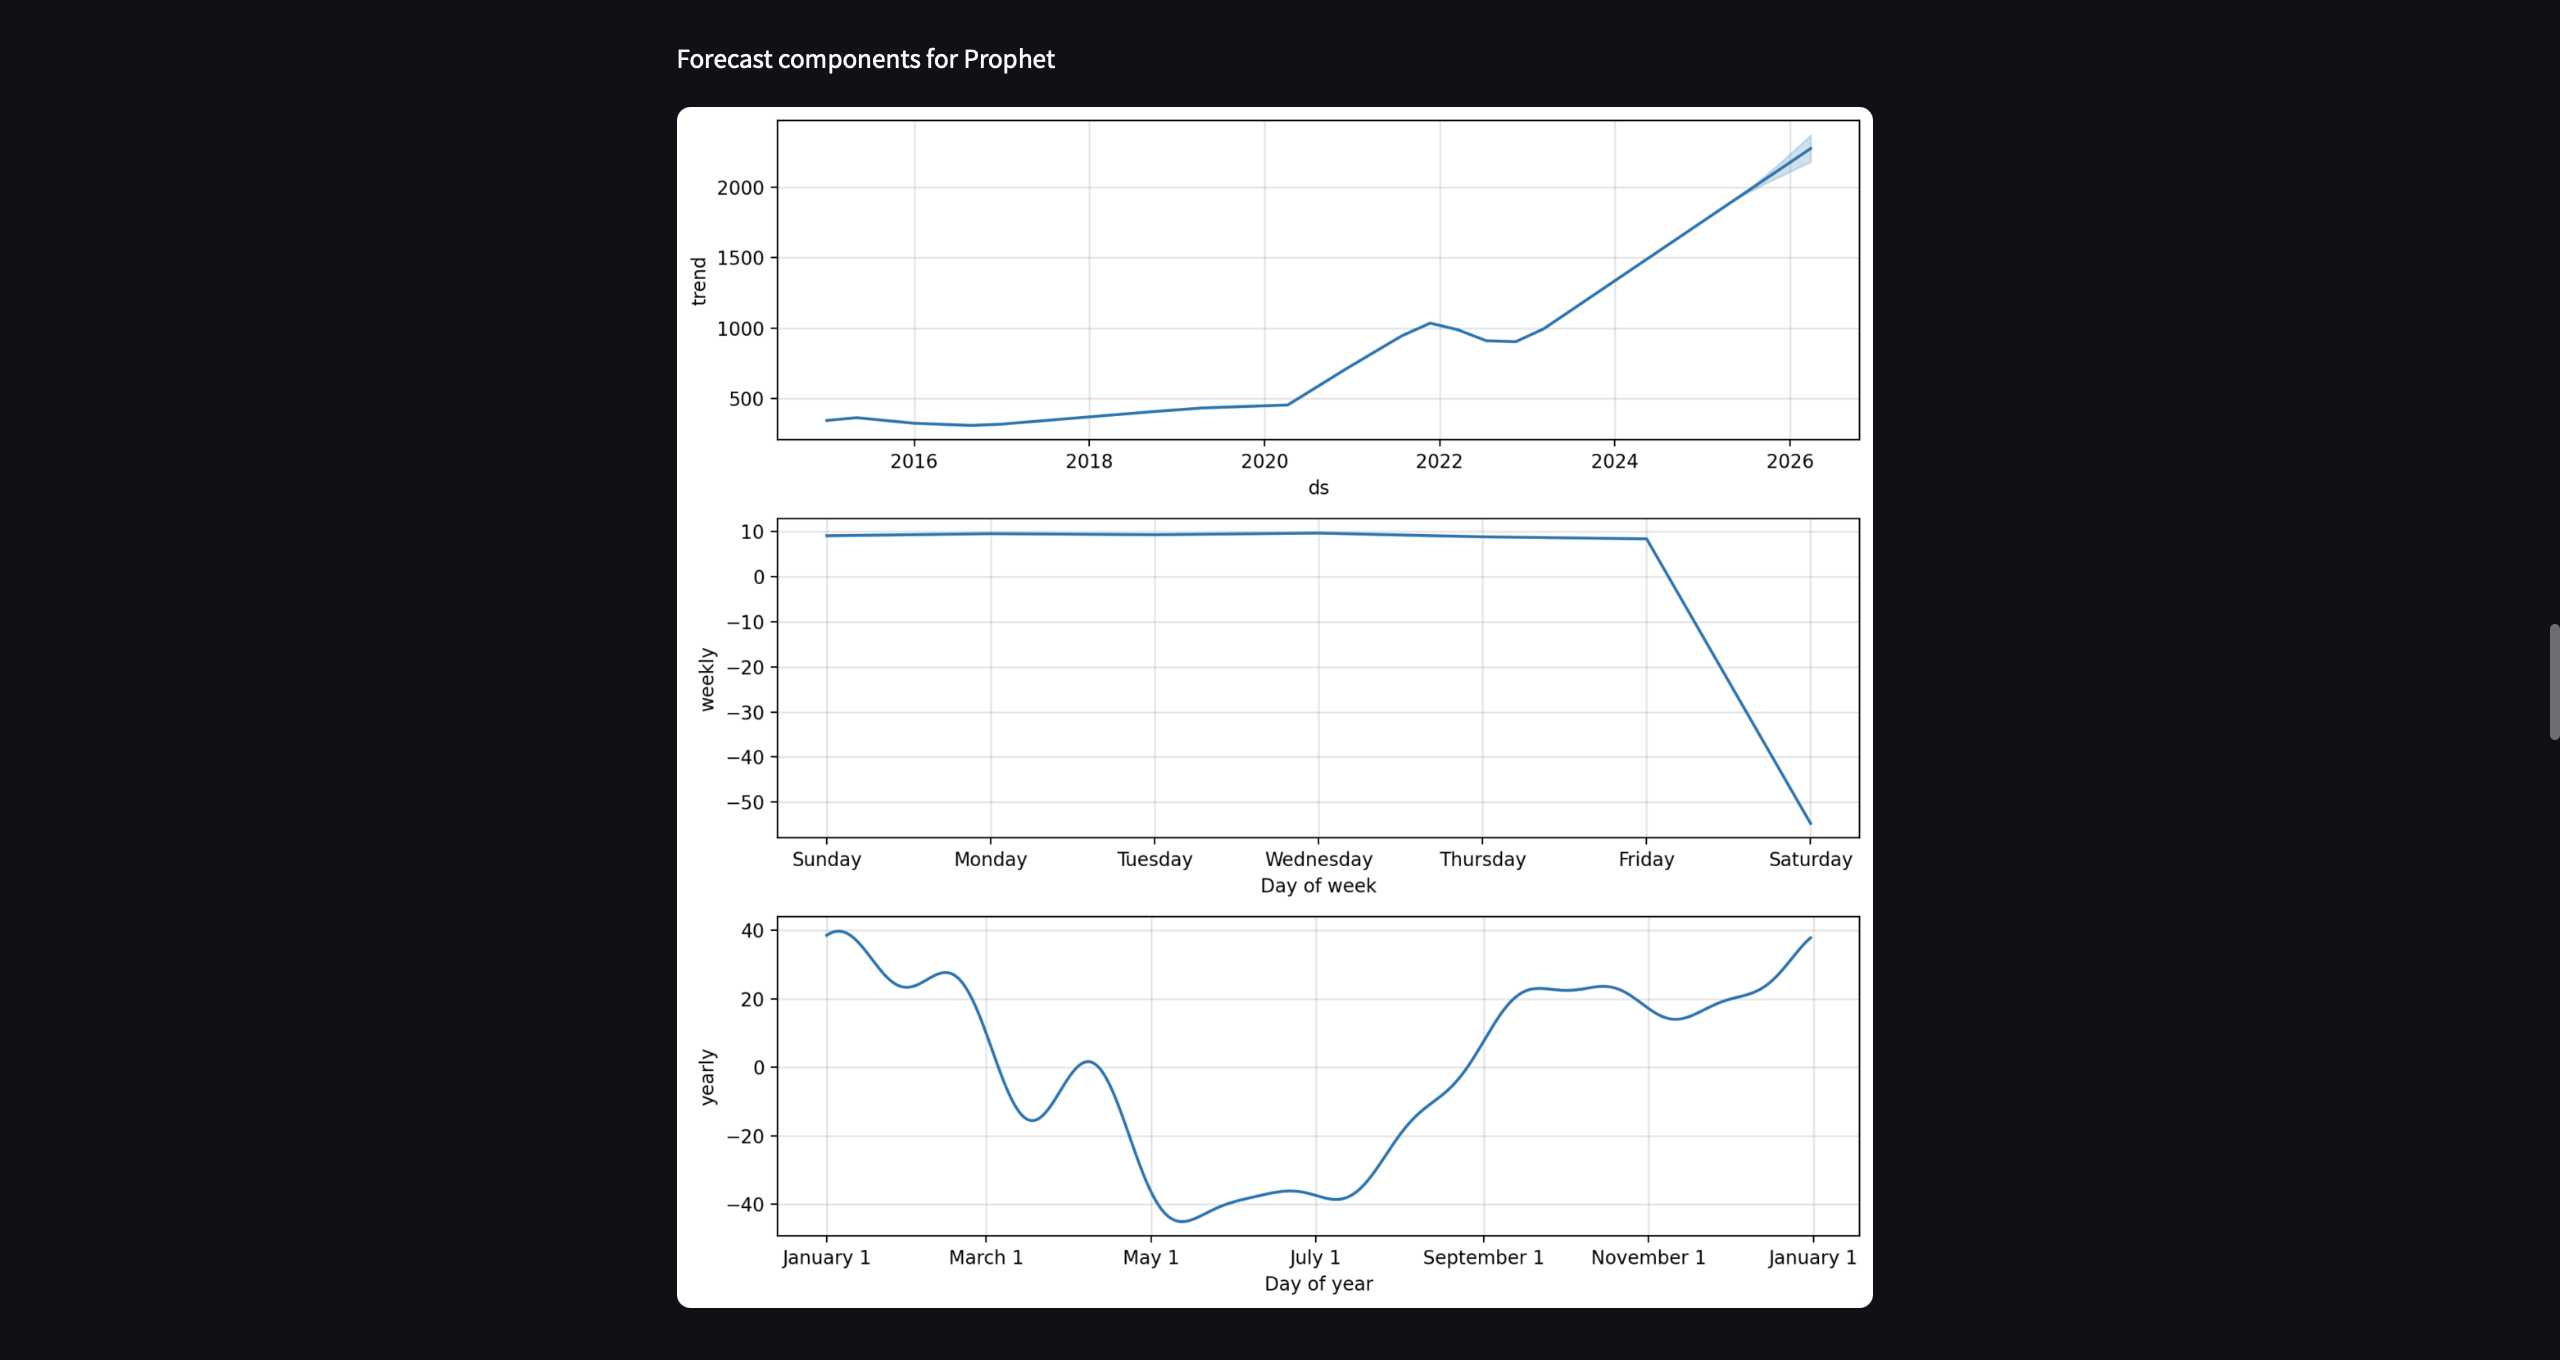 Forecast components for Prophet
2000
1500
1000
500
trend
2016 2018 2020 2022 2024 2026
ds
10
0
−10
−20
−30
−40
−50
weekly
Sunday Monday Tuesday Wednesday Thursday Friday Saturday
Day of week
40
20
0
−20
−40
yearly
January 1 March 1 May 1 July 1 September 1 November 1 January 1
Day of year